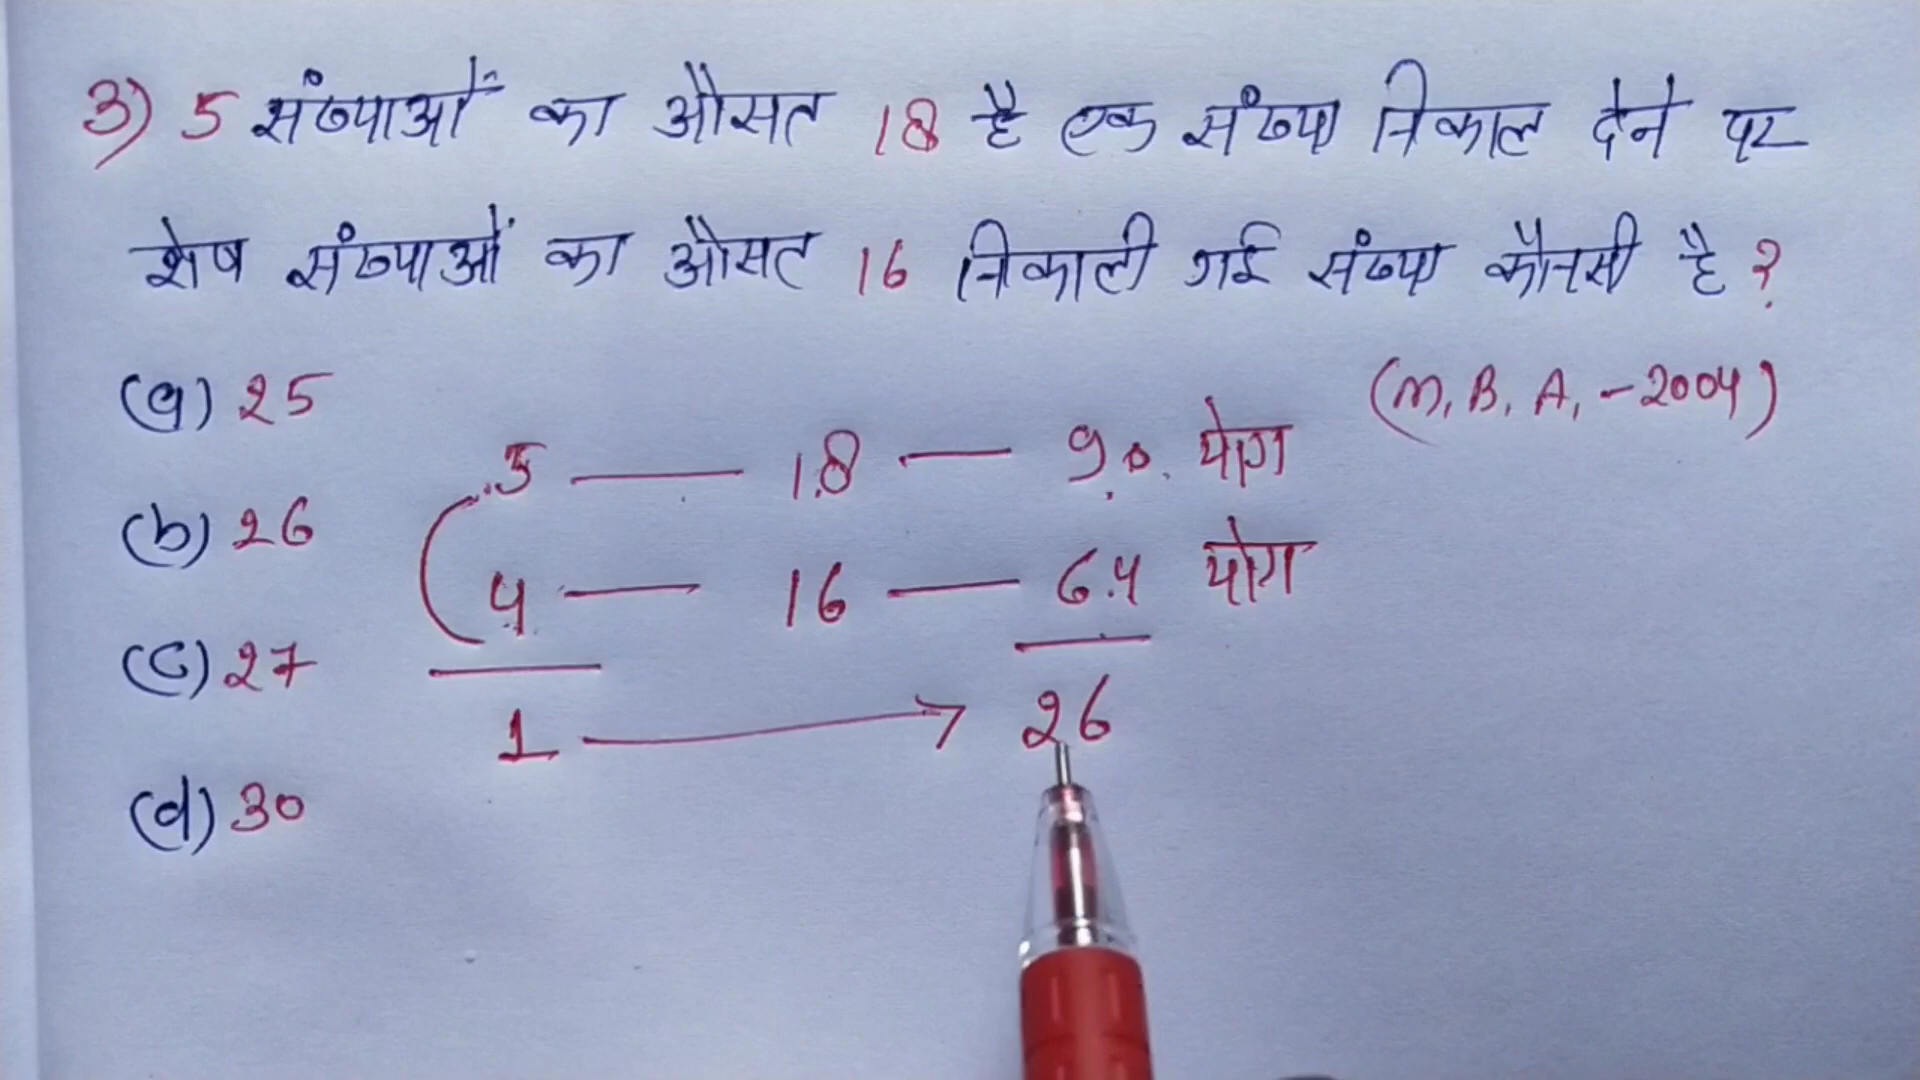 3) 5 संख्याओं का औसत 18 है एक संख्या निकाल देने पर
शेष संख्याओं का औसत 16 निकाली गई संख्या कौनसी है ?
(M.B.A.-2004)
(a) 25
(b) 26
(c) 27
(d) 30
5 — 18 — 90 योग
4 — 16 — 64 योग
1 → 26